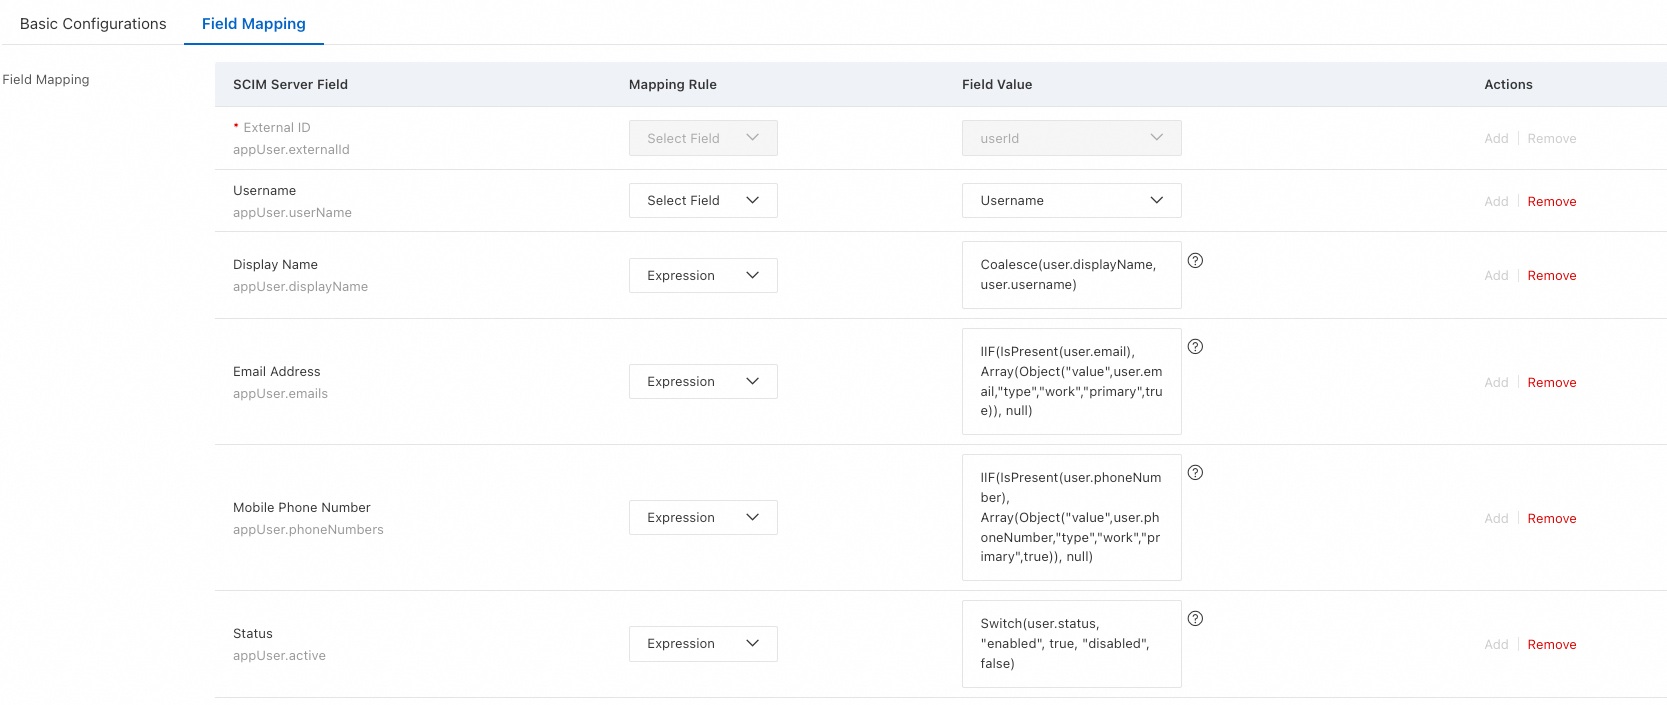 Basic Configurations Field Mapping
Field Mapping
SCIM Server Field Mapping Rule Field Value Actions
* External ID
appUser.externalId
Select Field userId Add Remove
Username
appUser.userName
Select Field Username Add Remove
Display Name
appUser.displayName
Expression
Coalesce(user.displayName,
user.username)
?
Add Remove
Email Address
appUser.emails
Expression
IIF(IsPresent(user.email),
Array(Object("value",user.em
ail,"type","work","primary",tru
e)), null)
?
Add Remove
Mobile Phone Number
appUser.phoneNumbers
Expression
IIF(IsPresent(user.phoneNum
ber),
Array(Object("value",user.ph
oneNumber,"type","work","pr
imary",true)), null)
?
Add Remove
Status
appUser.active
Expression
Switch(user.status,
"enabled", true, "disabled",
false)
?
Add Remove